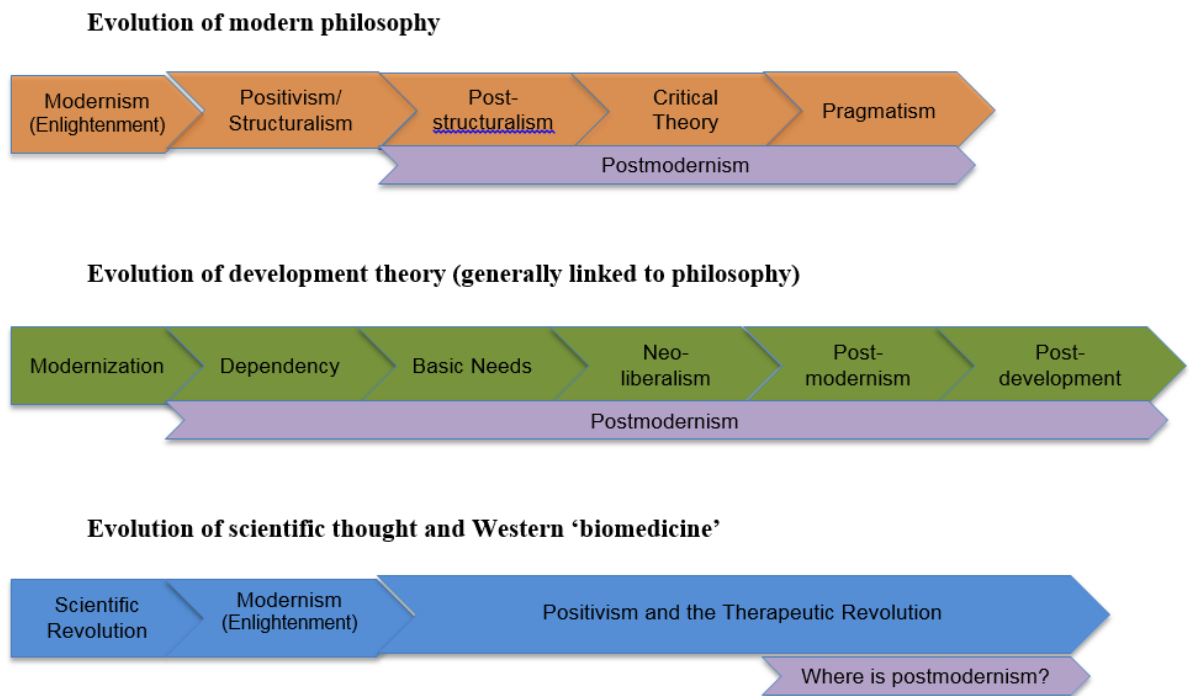 Evolution of modern philosophy
Modernism
(Enlightenment)
Positivism/
Structuralism
Post-
structuralism
Critical
Theory
Pragmatism
Postmodernism
Evolution of development theory (generally linked to philosophy)
Modernization
Dependency
Basic Needs
Neo-
liberalism
Post-
modernism
Post-
development
Postmodernism
Evolution of scientific thought and Western ‘biomedicine’
Scientific
Revolution
Modernism
(Enlightenment)
Positivism and the Therapeutic Revolution
Where is postmodernism?